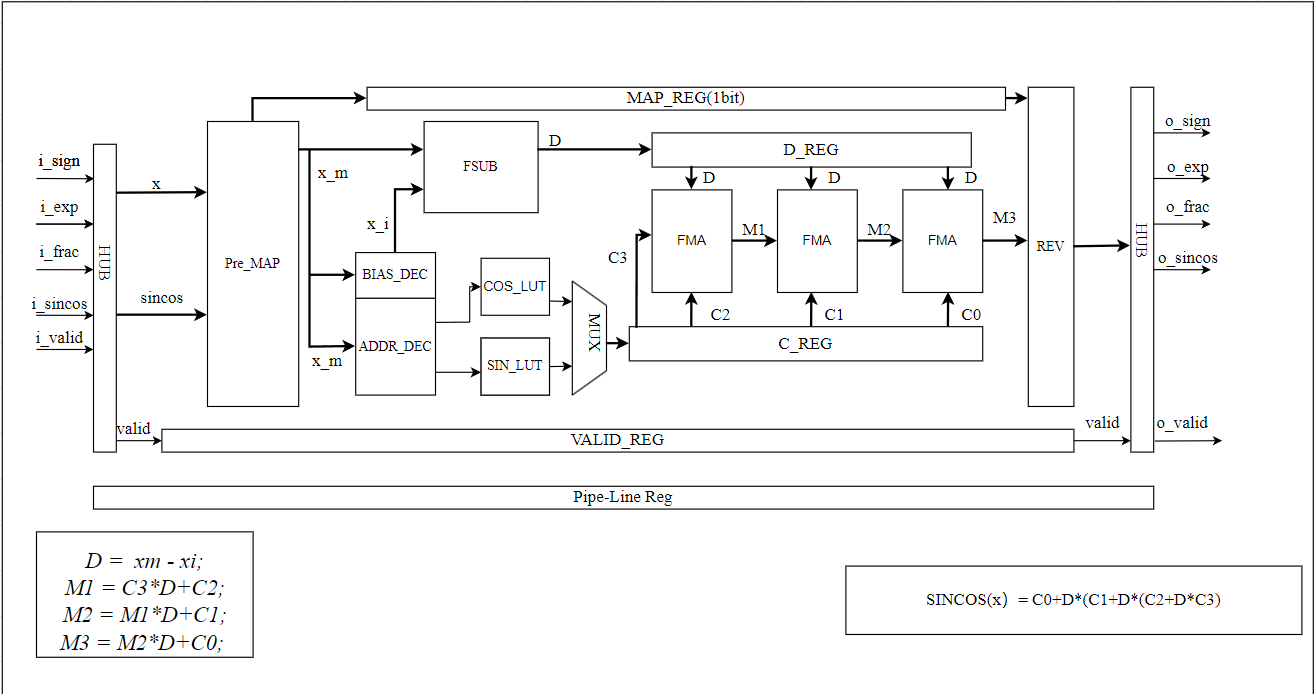 MAP_REG(1bit)
i_sign
i_exp
i_frac
i_sincos
i_valid
HUB
x
sincos
valid
Pre_MAP
x_m
x_m
FSUB
D
x_i
BIAS_DEC
ADDR_DEC
COS_LUT
SIN_LUT
MUX
D_REG
D
D
D
C3
FMA
M1
FMA
M2
FMA
M3
C2
C1
C0
C_REG
REV
HUB
o_sign
o_exp
o_frac
o_sincos
valid
o_valid
VALID_REG
Pipe-Line Reg
D = xm - xi;
M1 = C3*D+C2;
M2 = M1*D+C1;
M3 = M2*D+C0;
SINCOS(x) = C0+D*(C1+D*(C2+D*C3)